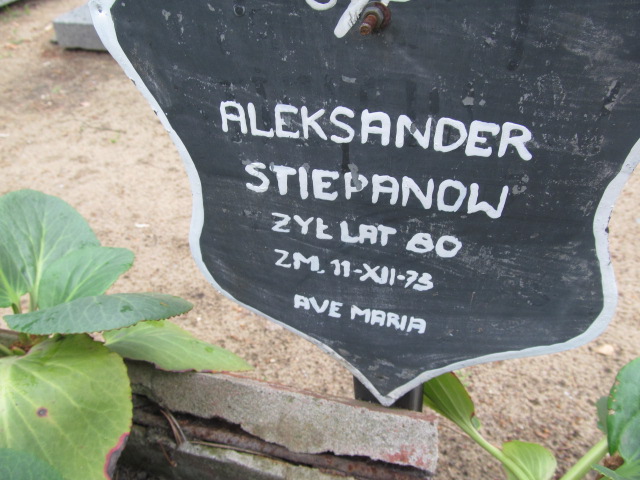 ALEKSANDER
STIEPANOW
ŻYŁ LAT 80
ZM. 11-XII-73
AVE MARIA